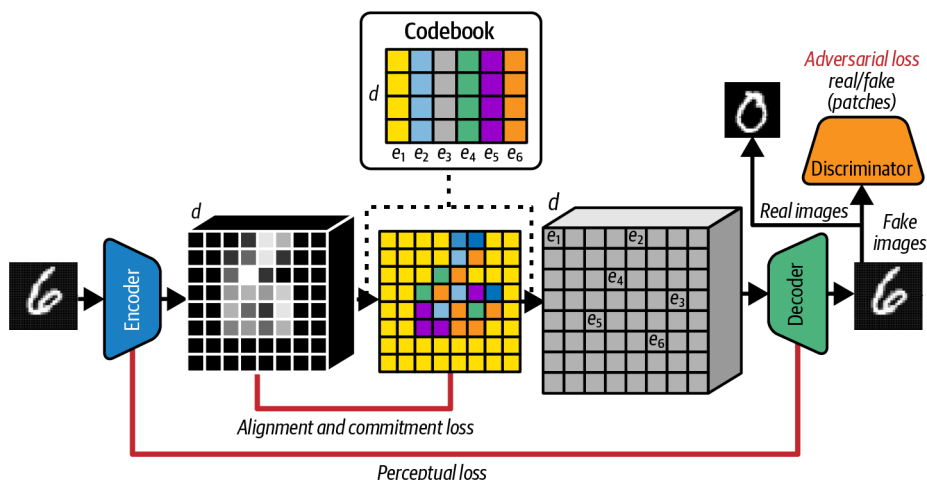 Codebook
d
e1 e2 e3 e4 e5 e6
Adversarial loss
real/fake
(patches)
Discriminator
Real images
Fake
images
d
d
Encoder
e1
e2
e4
e3
e5
e6
Decoder
Alignment and commitment loss
Perceptual loss